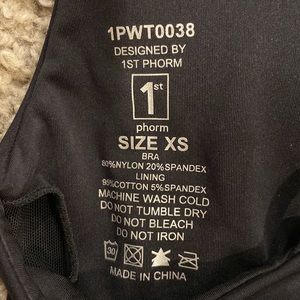 1PWT0038
DESIGNED BY
1ST PHORM
1st
phorm
SIZE XS
BRA
80%NYLON 20%SPANDEX
LINING
95%COTTON 5%SPANDEX
MACHINE WASH COLD
DO NOT TUMBLE DRY
DO NOT BLEACH
DO NOT IRON
30
MADE IN CHINA